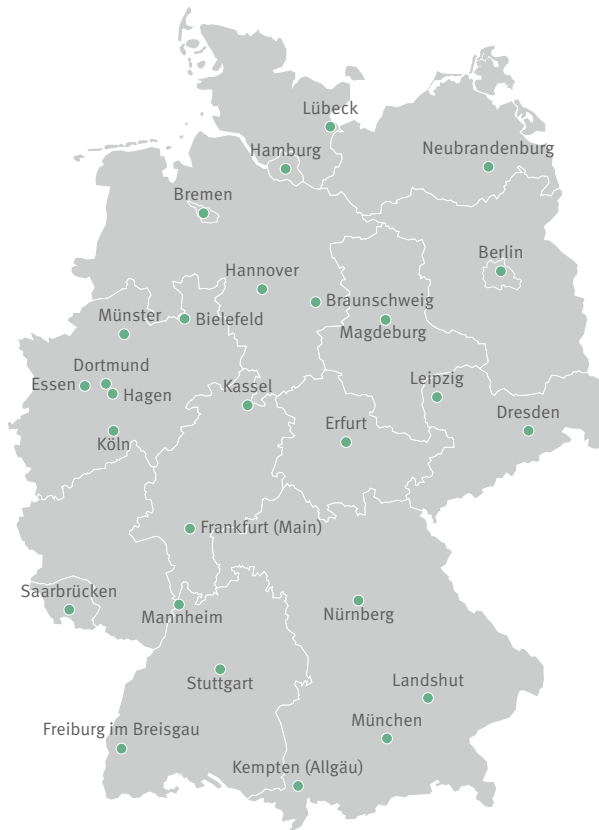 Lübeck
Hamburg
Neubrandenburg
Bremen
Berlin
Hannover
Braunschweig
Münster
Bielefeld
Magdeburg
Dortmund
Essen
Hagen
Kassel
Leipzig
Dresden
Erfurt
Köln
Frankfurt (Main)
Saarbrücken
Mannheim
Nürnberg
Stuttgart
Landshut
München
Freiburg im Breisgau
Kempten (Allgäu)